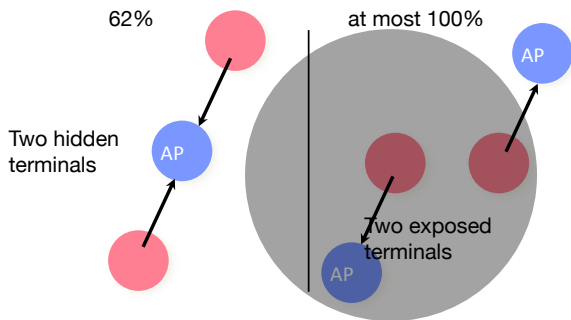 62%
at most 100%
AP
Two hidden
terminals
AP
Two exposed
terminals
AP